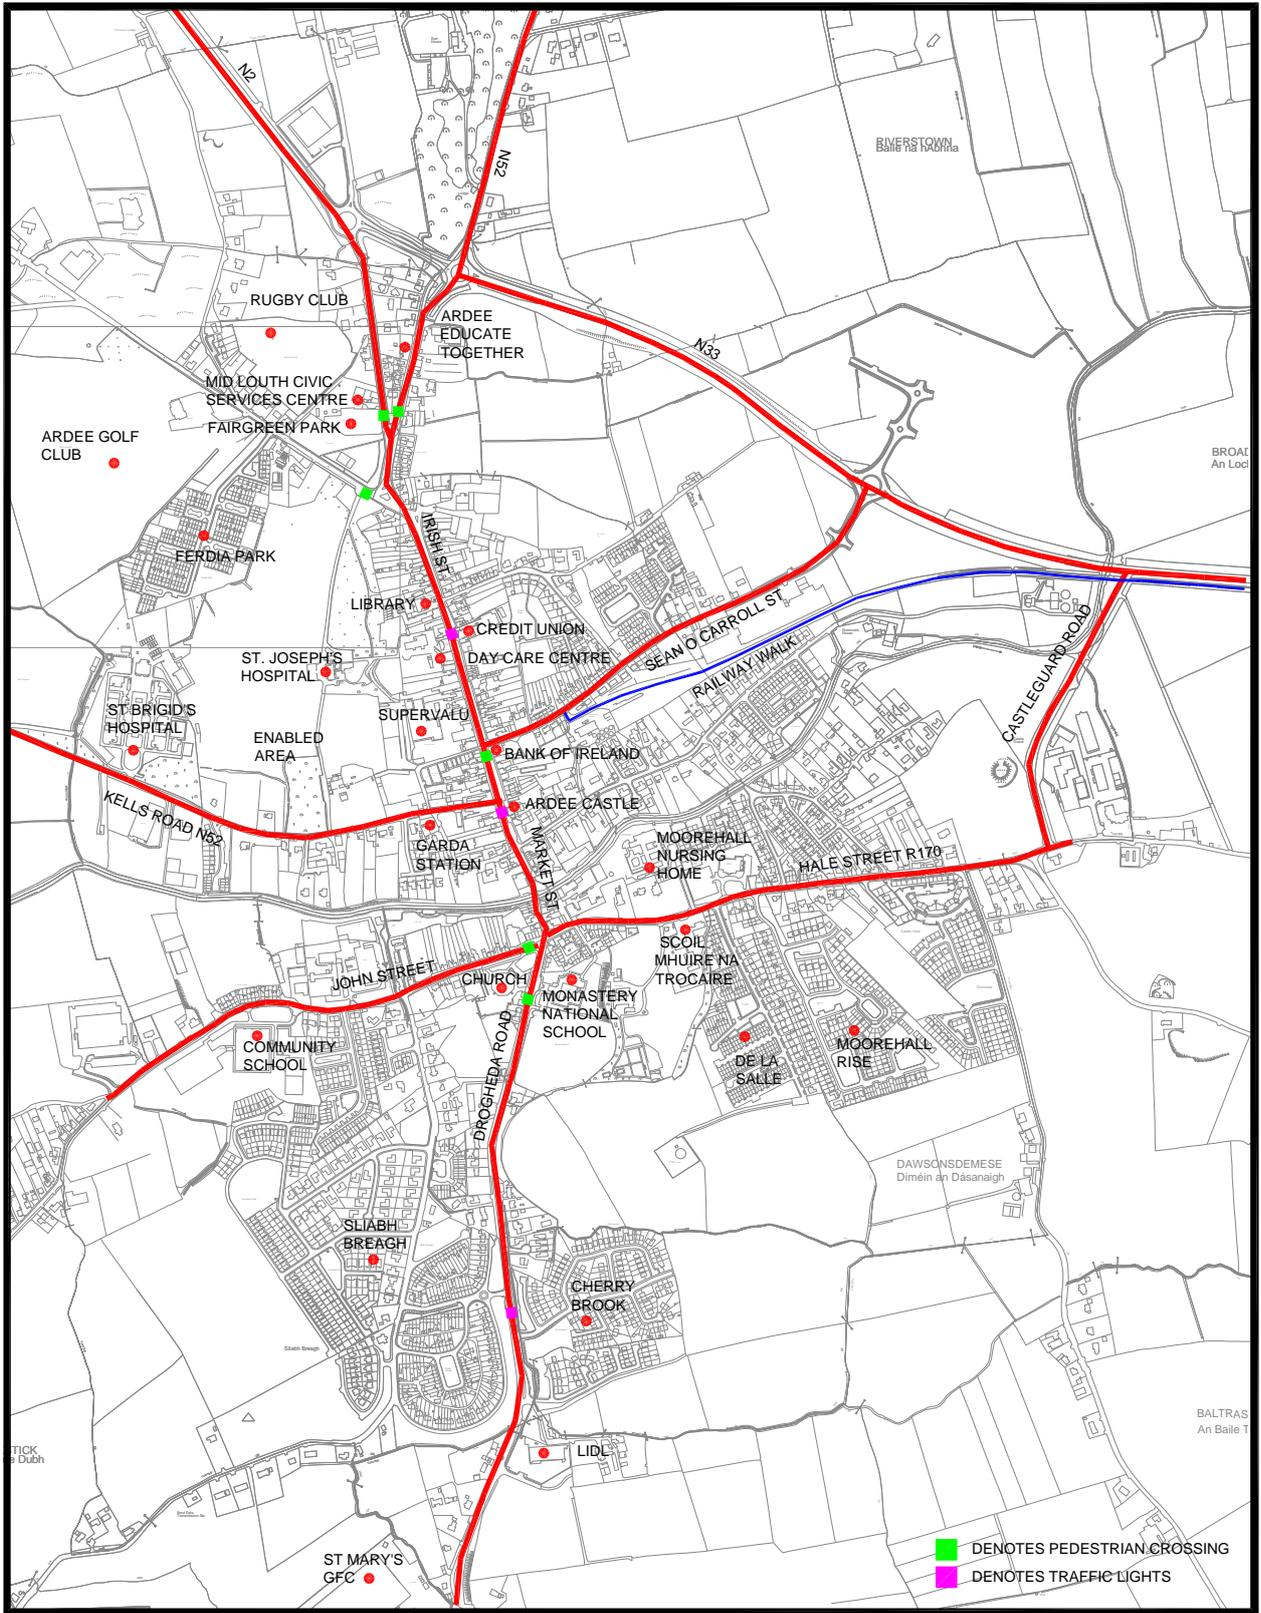 N2
N52
RIVERSTOWN
Baile na hAbhna
RUGBY CLUB
ARDEE
EDUCATE
TOGETHER
N33
MID LOUTH CIVIC
SERVICES CENTRE
FAIRGREEN PARK
ARDEE GOLF
CLUB
BROAD
An Loci
IRISH ST
FERDIA PARK
LIBRARY
CREDIT UNION
DAY CARE CENTRE
SEAN O CARROLL ST
RAILWAY WALK
CASTLEGUARD ROAD
ST. JOSEPH'S
HOSPITAL
ST BRIGID'S
HOSPITAL
SUPERVALU
ENABLED
AREA
BANK OF IRELAND
KELLS ROAD N52
ARDEE CASTLE
GARDA
STATION
MARKET ST
MOOREHALL
NURSING
HOME
HALE STREET R170
SCOIL
MHUIRE NA
TROCAIRE
JOHN STREET
CHURCH
MONASTERY
NATIONAL
SCHOOL
COMMUNITY
SCHOOL
DROGHEDA ROAD
DE LA
SALLE
MOOREHALL
RISE
DAWSONSDEMESE
Diméin an Dásanaigh
SLIABH
BREAGH
CHERRY
BROOK
Sliabh Breagh
BALTRAS
An Baile T
STICK
e Dubh
LIDL
ST MARY'S
GFC
DENOTES PEDESTRIAN CROSSING
DENOTES TRAFFIC LIGHTS